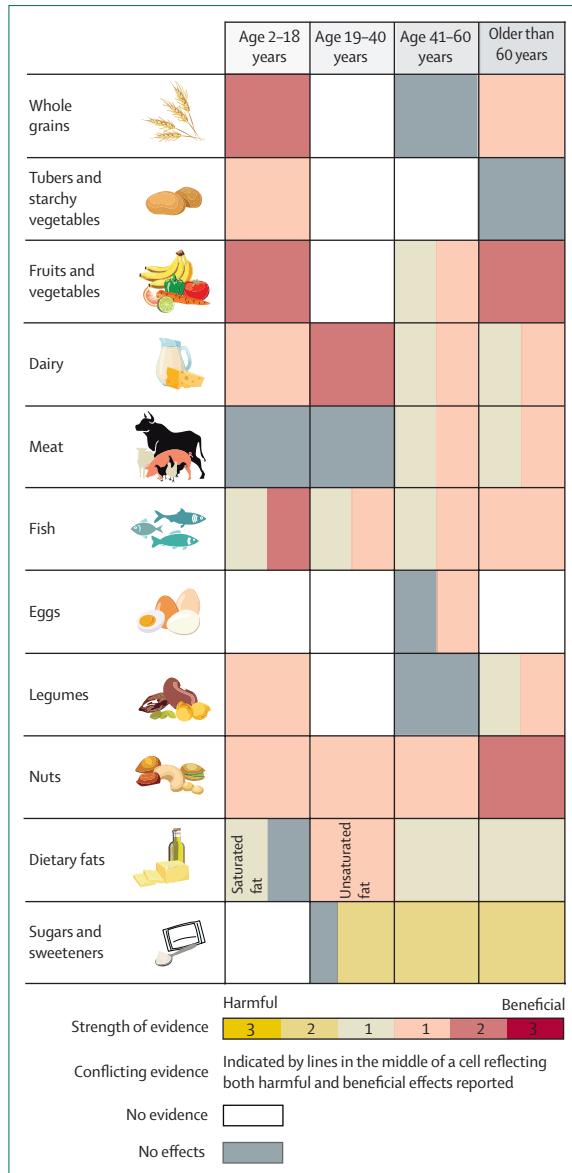 Age 2–18 years
Age 19–40 years
Age 41–60 years
Older than 60 years
Whole
grains
Tubers and
starchy
vegetables
Fruits and
vegetables
Dairy
Meat
Fish
Eggs
Legumes
Nuts
Dietary fats
Saturated
fat
Unsaturated
fat
Sugars and
sweeteners
Harmful
Beneficial
Strength of evidence
3 2 1 1 2 3
Conflicting evidence
Indicated by lines in the middle of a cell reflecting
both harmful and beneficial effects reported
No evidence
No effects